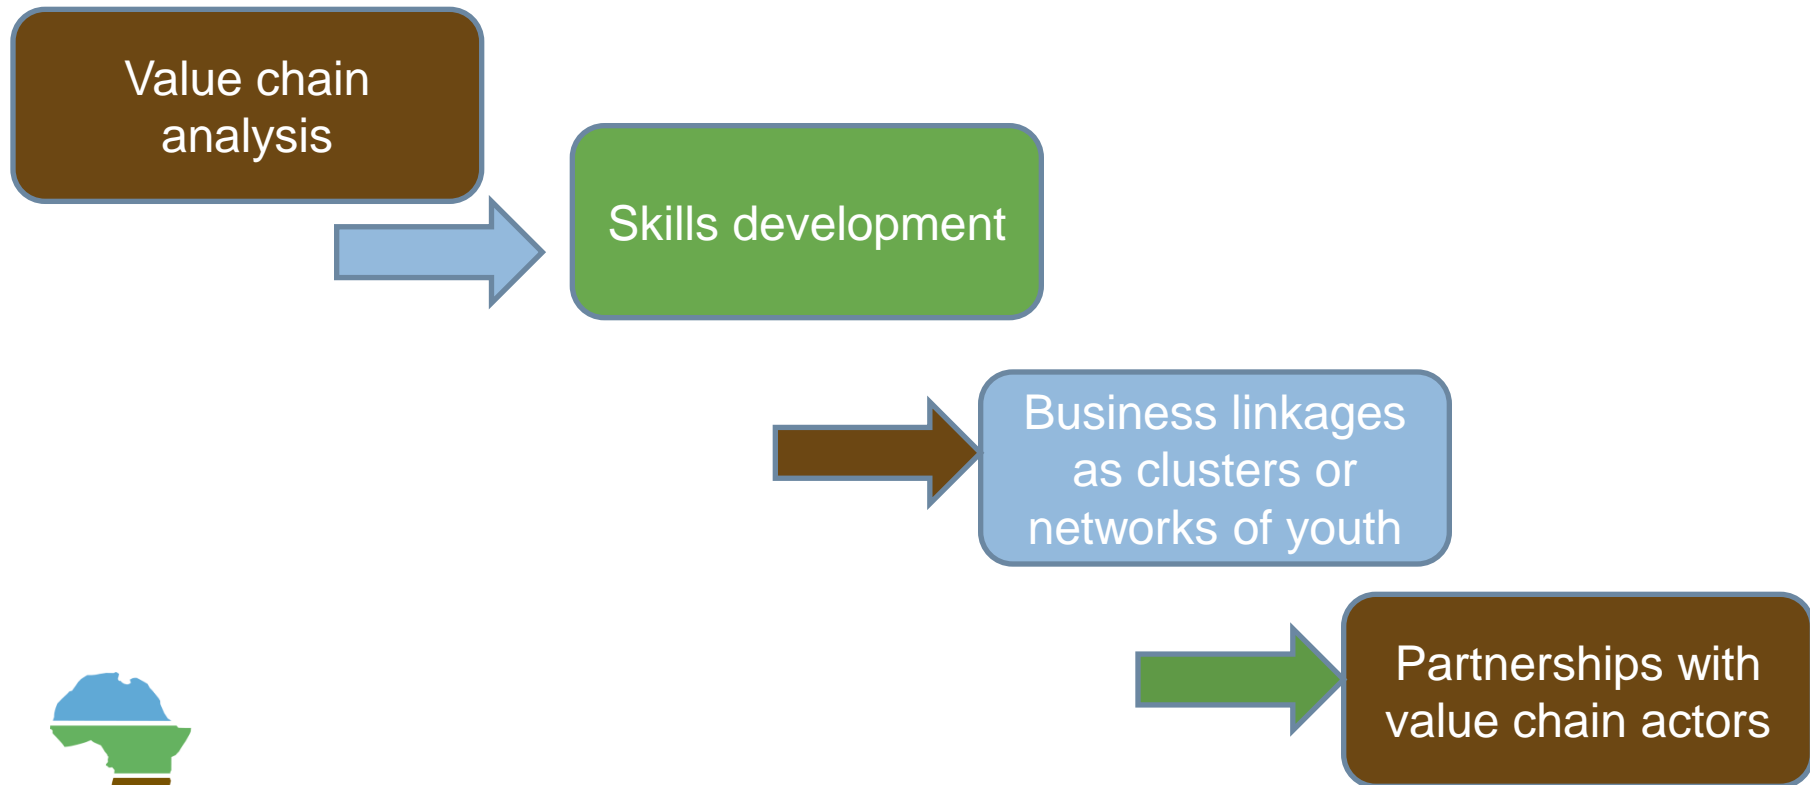 Value chain
analysis
Skills development
Business linkages
as clusters or
networks of youth
Partnerships with
value chain actors